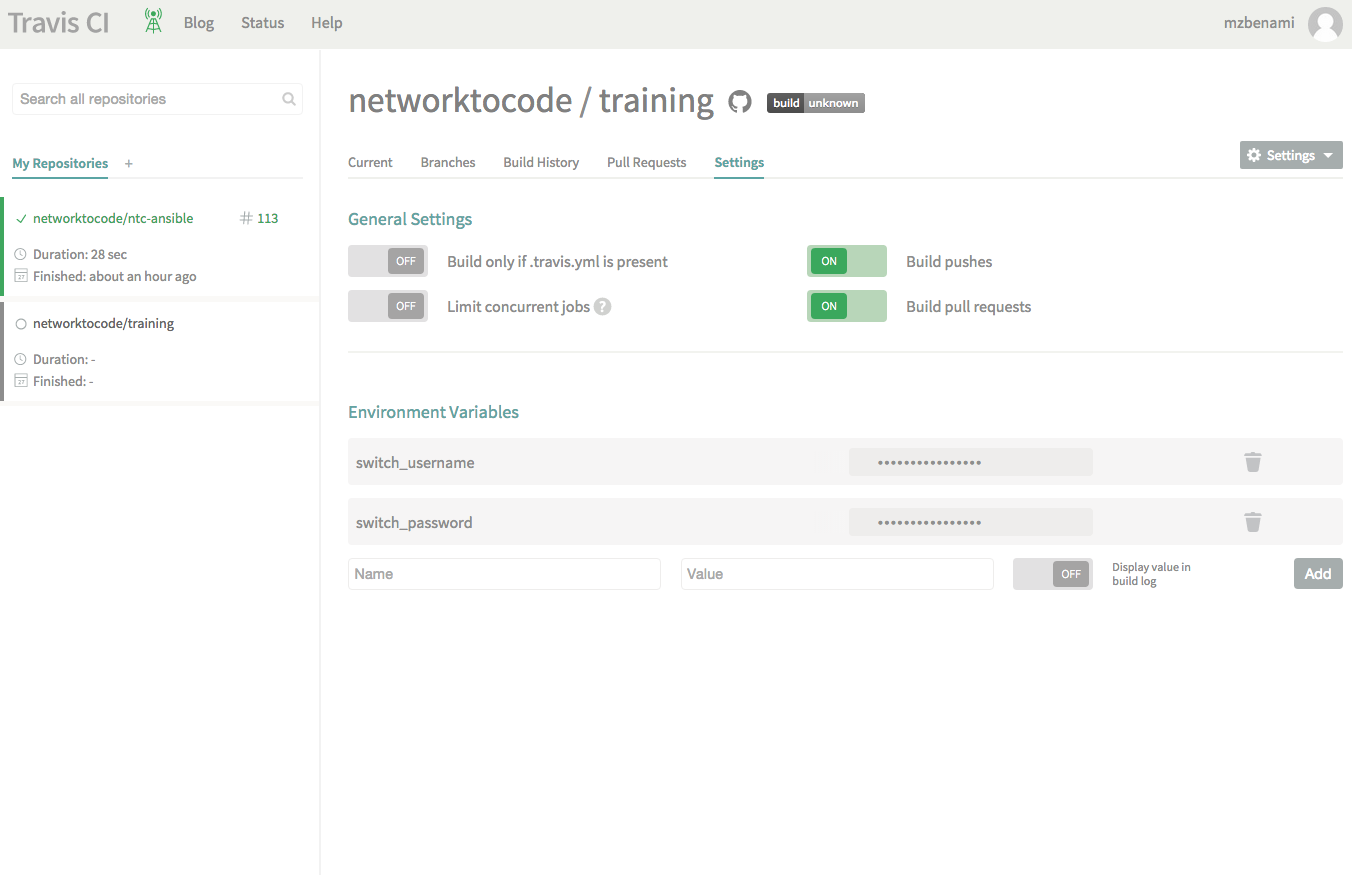 Travis CI
Blog
Status
Help
mzbenami
Search all repositories
My Repositories +
networktocode/ntc-ansible # 113
Duration: 28 sec
27 Finished: about an hour ago
networktocode/training
Duration: -
27 Finished: -
networktocode / training
build unknown
Current
Branches
Build History
Pull Requests
Settings
Settings
General Settings
OFF Build only if .travis.yml is present
ON Build pushes
OFF Limit concurrent jobs ?
ON Build pull requests
Environment Variables
switch_username ••••••••••••••••
switch_password ••••••••••••••••
Name
Value
OFF
Display value in
build log
Add